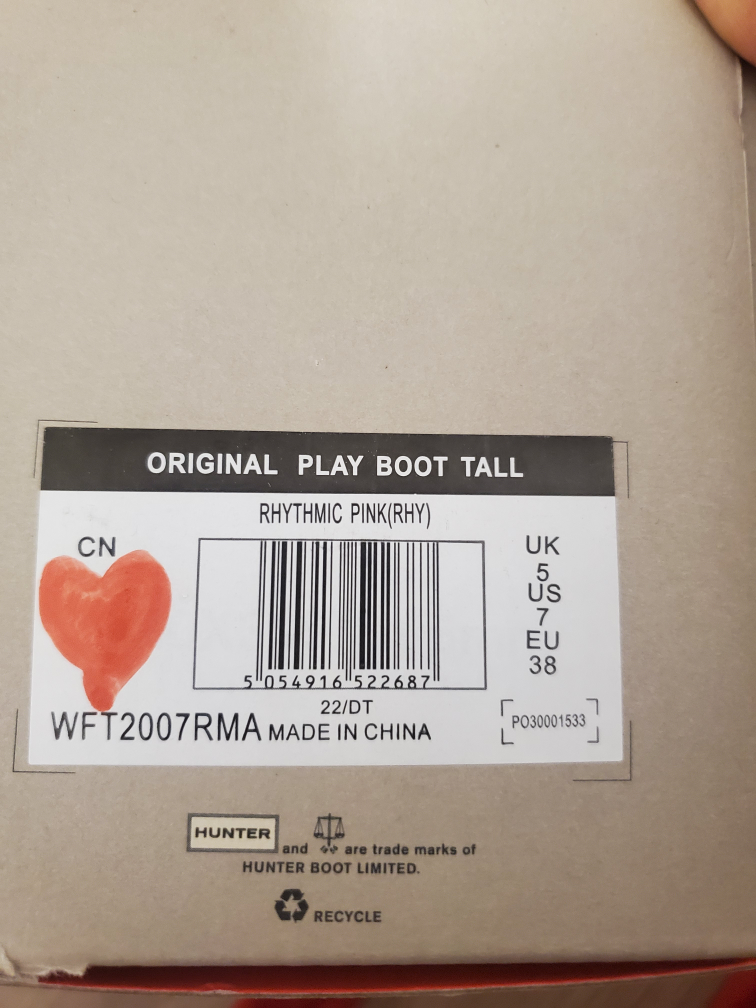 ORIGINAL PLAY BOOT TALL
RHYTHMIC PINK(RHY)
CN
UK
5
US
7
EU
38
5 054916 522687
22/DT
WFT2007RMA MADE IN CHINA
PO30001533
HUNTER and are trade marks of
HUNTER BOOT LIMITED.
RECYCLE